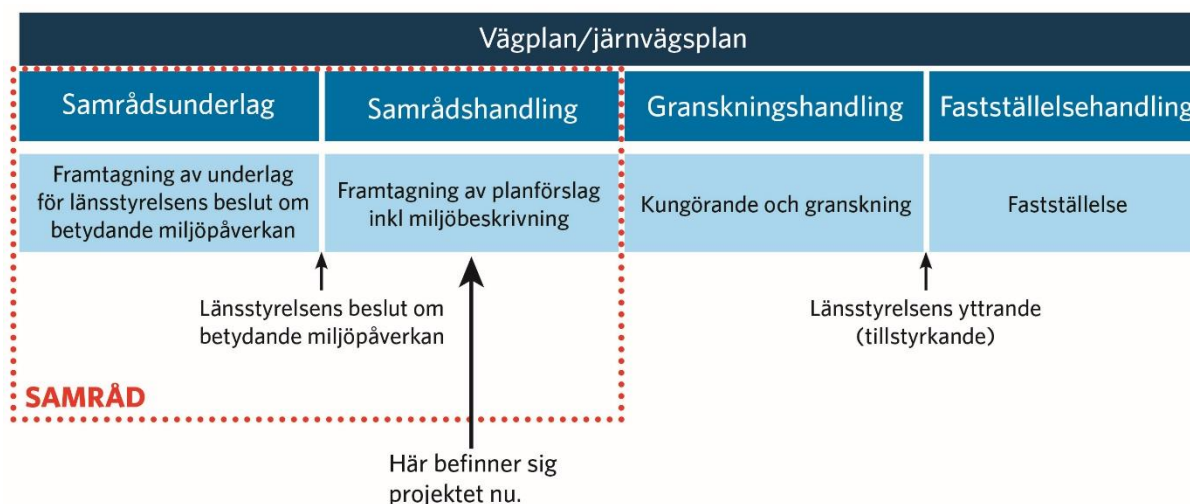 Vägplan/järnvägsplan
Samrådsunderlag
Samrådshandling
Granskningshandling
Fastställelsehandling
Framtagning av underlag
för länsstyrelsens beslut om
betydande miljöpåverkan
Framtagning av planförslag
inkl miljöbeskrivning
Kungörande och granskning
Fastställelse
Länsstyrelsens beslut om
betydande miljöpåverkan
Länsstyrelsens yttrande
(tillstyrkande)
SAMRÅD
Här befinner sig
projektet nu.